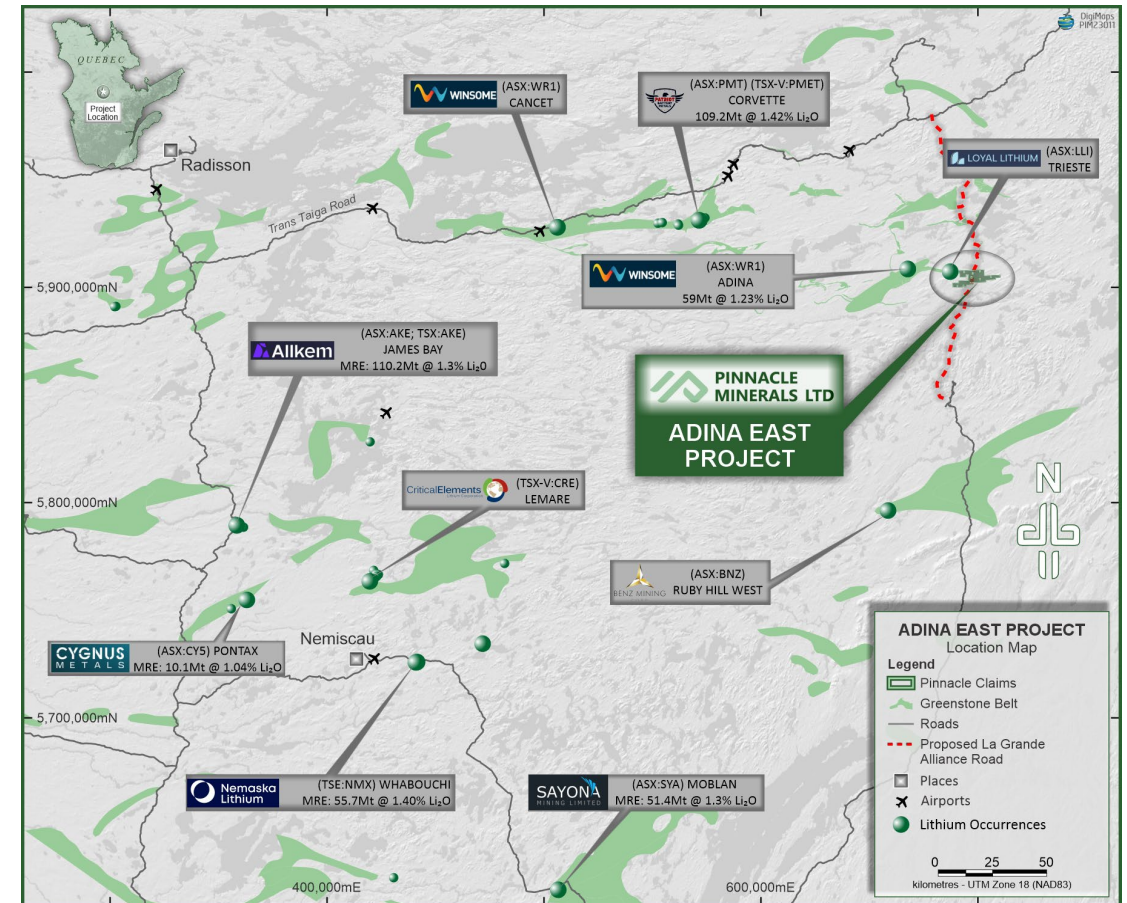 DigiMaps
PIM23011
QUEBEC
Project
Location
WINSOME
(ASX:WR1)
CANCET
PATRIOT
(ASX:PMT) (TSX-V:PMET)
CORVETTE
109.2Mt @ 1.42% Li₂O
LOYAL LITHIUM
(ASX:LLI)
TRIESTE
Radisson
Trans Taiga Road
WINSOME
(ASX:WR1)
ADINA
59Mt @ 1.23% Li₂O
5,900,000mN
Allkem
(ASX:AKE; TSX:AKE)
JAMES BAY
MRE: 110.2Mt @ 1.3% Li₂0
PINNACLE
MINERALS LTD
ADINA EAST
PROJECT
CriticalElements
(TSX-V:CRE)
LEMARE
5,800,000mN
N
BENZ MINING
(ASX:BNZ)
RUBY HILL WEST
CYGNUS
METALS
(ASX:CY5) PONTAX
MRE: 10.1Mt @ 1.04% Li₂O
Nemiscau
5,700,000mN
Nemaska
Lithium
(TSE:NMX) WHABOUCHI
MRE: 55.7Mt @ 1.40% Li₂O
SAYONA
MINING LIMITED
(ASX:SYA) MOBLAN
MRE: 51.4Mt @ 1.3% Li₂O
400,000mE
600,000mE
ADINA EAST PROJECT
Location Map
Legend
Pinnacle Claims
Greenstone Belt
Roads
Proposed La Grande
Alliance Road
Places
Airports
Lithium Occurrences
0 25 50
kilometres - UTM Zone 18 (NAD83)